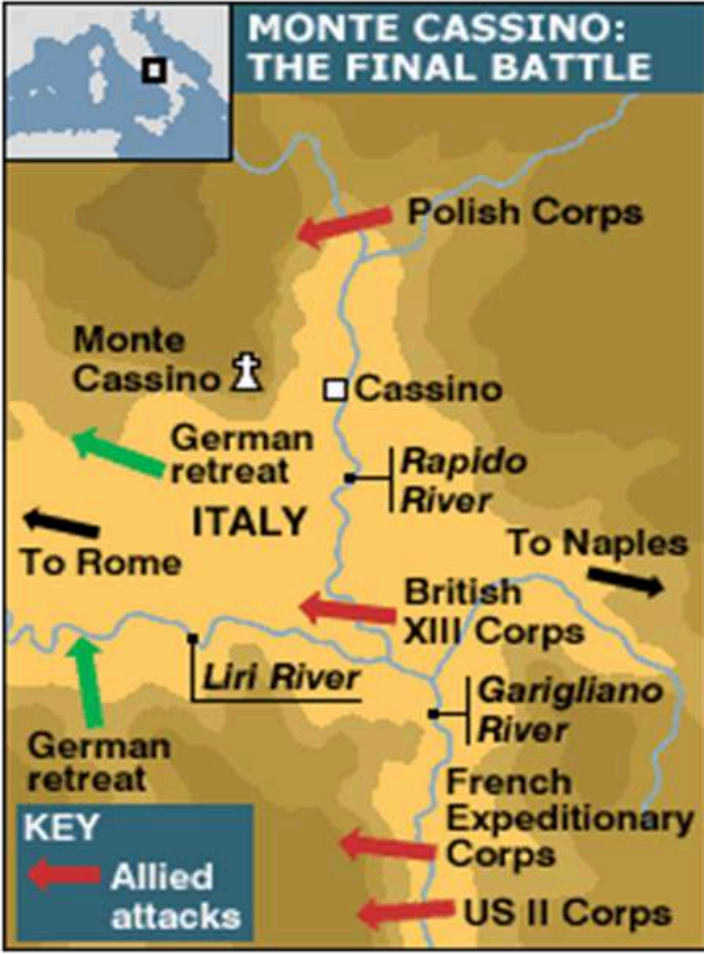 MONTE CASSINO:
THE FINAL BATTLE
Polish Corps
Monte
Cassino
Cassino
German
retreat
Rapido
River
ITALY
To Naples
To Rome
British
XIII Corps
Liri River
Garigliano
River
German
retreat
French
Expeditionary
Corps
US II Corps
KEY
Allied
attacks